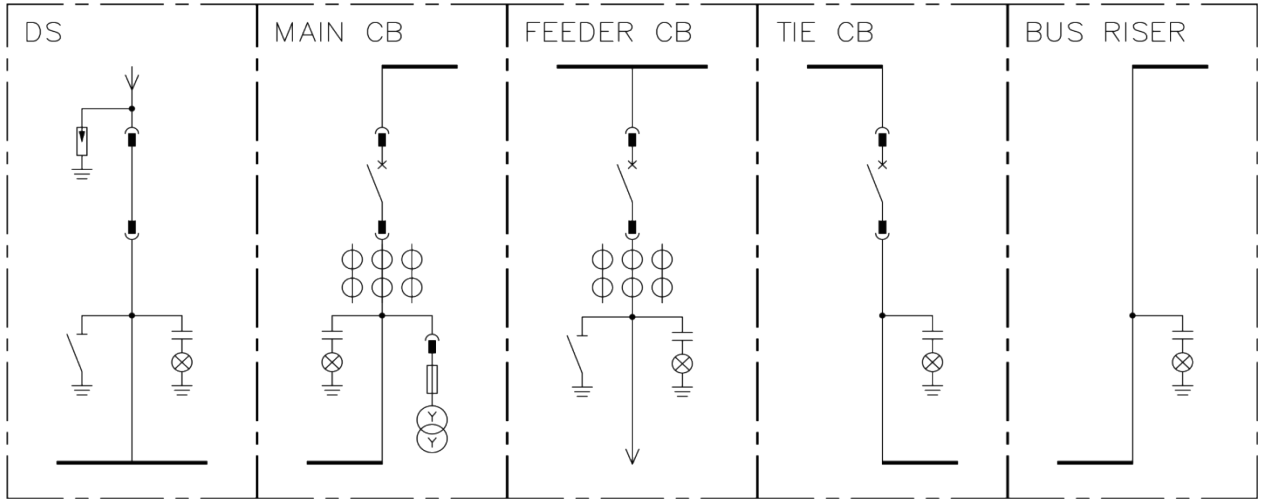 DS
MAIN CB
FEEDER CB
TIE CB
BUS RISER
Y
Y